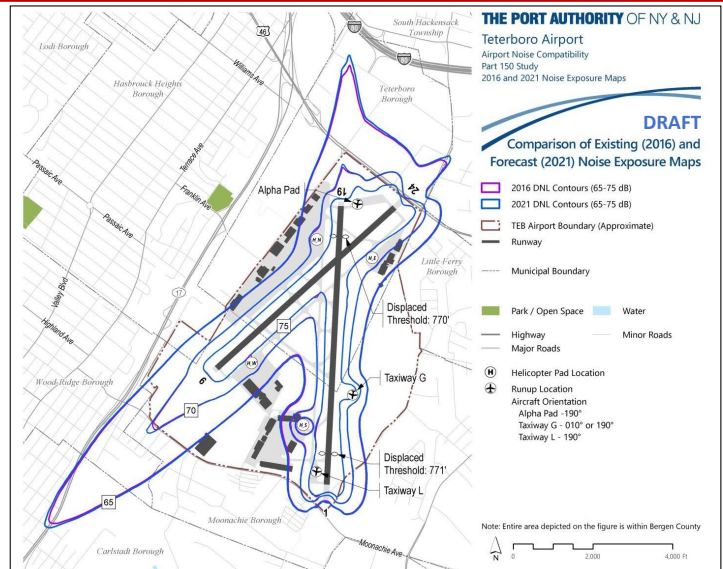 THE PORT AUTHORITY OF NY & NJ
Teterboro Airport
Airport Noise Compatibility
Part 150 Study
2016 and 2021 Noise Exposure Maps
DRAFT
Comparison of Existing (2016) and
Forecast (2021) Noise Exposure Maps
2016 DNL Contours (65-75 dB)
2021 DNL Contours (65-75 dB)
TEB Airport Boundary (Approximate)
Runway
Municipal Boundary
Park / Open Space
Water
Highway
Minor Roads
Major Roads
H
Helicopter Pad Location
Runup Location
Aircraft Orientation
Alpha Pad -190°
Taxiway G - 010° or 190°
Taxiway L - 190°
Note: Entire area depicted on the figure is within Bergen County
N
0
2,000
4,000 Ft
South Hackensack
Township
46
Lodi Borough
Williams Ave
Hasbrouck Heights
Borough
Teterboro
Borough
Terrace Ave
Passaic Ave
Franklin Ave
Alpha Pad
19
24
Passaic Ave
Little Ferry
Borough
17
Valley Blvd
Displaced
Threshold: 770'
75
Highland Ave
6
Taxiway G
Wood-Ridge Borough
70
Displaced
Threshold: 771'
Taxiway L
65
1
Moonachie Borough
Moonachie Ave
Carlstadt Borough